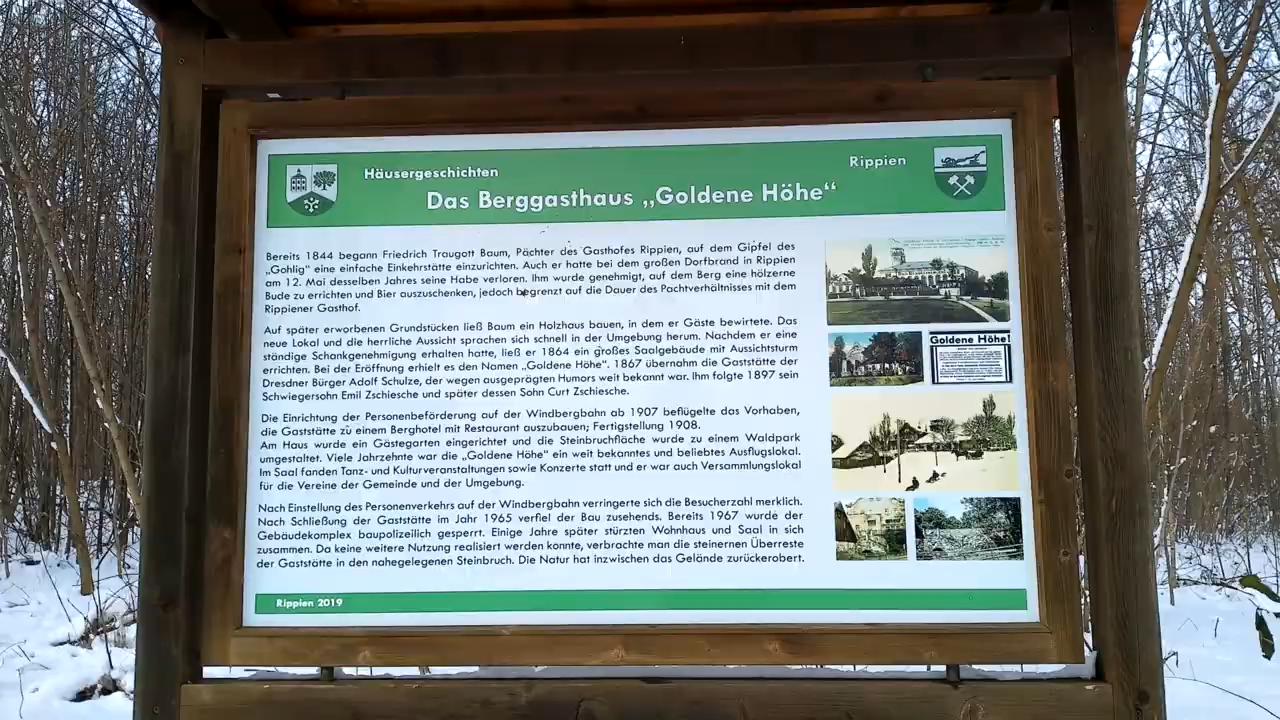 Häusergeschichten
Rippien
Das Berggasthaus „Goldene Höhe“
Bereits 1844 begann Friedrich Traugott Baum, Pächter des Gasthofes Rippien, auf dem Gipfel des
„Gohlig“ eine einfache Einkehrstätte einzurichten. Auch er hatte bei dem großen Dorfbrand in Rippien
am 12. Mai desselben Jahres seine Habe verloren. Ihm wurde genehmigt, auf dem Berg eine hölzerne
Bude zu errichten und Bier auszuschenken, jedoch begrenzt auf die Dauer des Pachtverhältnisses mit dem
Rippiener Gasthof.
Auf später erworbenen Grundstücken ließ Baum ein Holzhaus bauen, in dem er Gäste bewirtete. Das
neue Lokal und die herrliche Aussicht sprachen sich schnell in der Umgebung herum. Nachdem er eine
ständige Schankgenehmigung erhalten hatte, ließ er 1864 ein großes Saalgebäude mit Aussichtsturm
errichten. Bei der Eröffnung erhielt es den Namen „Goldene Höhe“. 1867 übernahm die Gaststätte der
Dresdner Bürger Adolf Schulze, der wegen ausgeprägten Humors weit bekannt war. Ihm folgte 1897 sein
Schwiegersohn Emil Zschiesche und später dessen Sohn Curt Zschiesche.
Die Einrichtung der Personenbeförderung auf der Windbergbahn ab 1907 beflügelte das Vorhaben,
die Gaststätte zu einem Berghotel mit Restaurant auszubauen; Fertigstellung 1908.
Am Haus wurde ein Gästegarten eingerichtet und die Steinbruchfläche wurde zu einem Waldpark
umgestaltet. Viele Jahrzehnte war die „Goldene Höhe“ ein weit bekanntes und beliebtes Ausflugslokal.
Im Saal fanden Tanz- und Kulturveranstaltungen sowie Konzerte statt und er war auch Versammlungslokal
für die Vereine der Gemeinde und der Umgebung.
Nach Einstellung des Personenverkehrs auf der Windbergbahn verringerte sich die Besucherzahl merklich.
Nach Schließung der Gaststätte im Jahr 1965 verfiel der Bau zusehends. Bereits 1967 wurde der
Gebäudekomplex baupolizeilich gesperrt. Einige Jahre später stürzten Wohnhaus und Saal in sich
zusammen. Da keine weitere Nutzung realisiert werden konnte, verbrachte man die steinernen Überreste
der Gaststätte in den nahegelegenen Steinbruch. Die Natur hat inzwischen das Gelände zurückerobert.
Goldene Höhe!
Rippien 2019